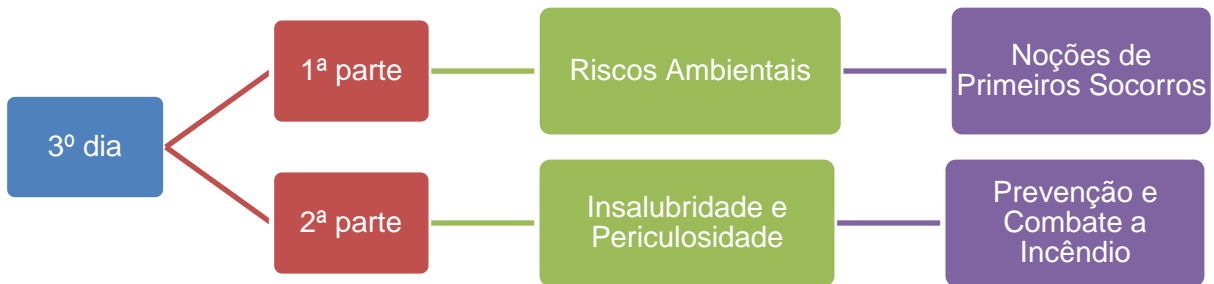 3º dia
1ª parte
Riscos Ambientais
Noções de
Primeiros Socorros
2ª parte
Insalubridade e
Periculosidade
Prevenção e
Combate a
Incêndio